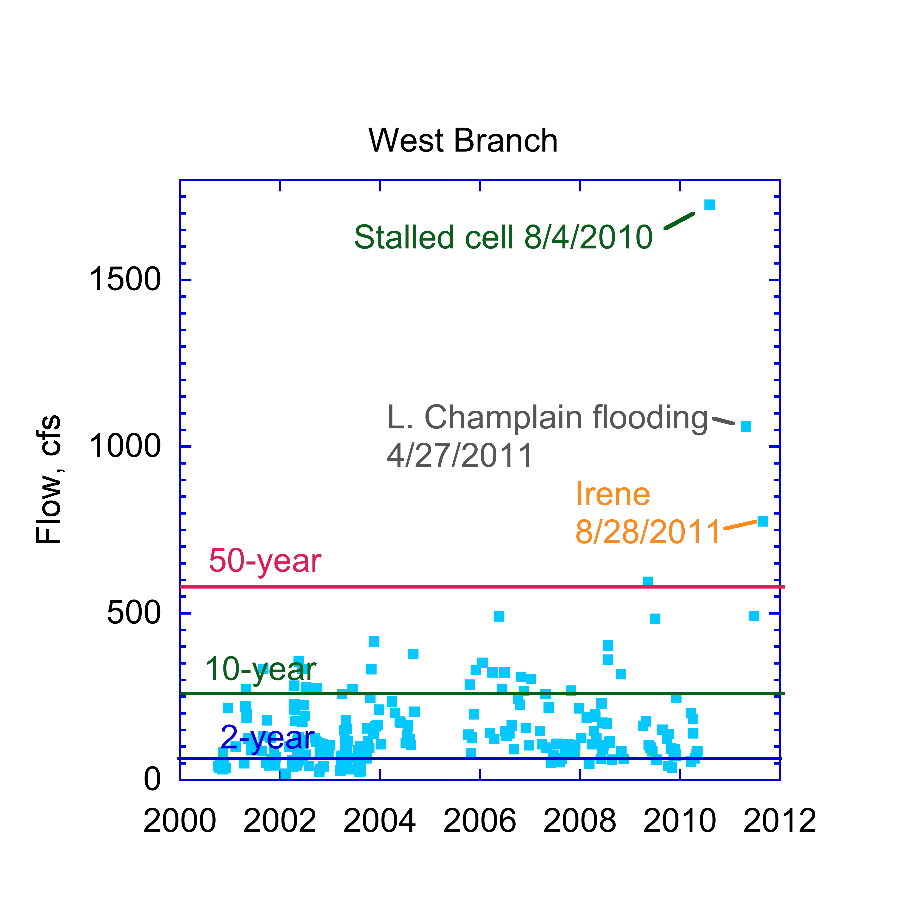 West Branch
Stalled cell 8/4/2010
1500
L. Champlain flooding
1000
4/27/2011
Flow, cfs
Irene
8/28/2011
50-year
500
10-year
2-year
0
2000 2002 2004 2006 2008 2010 2012